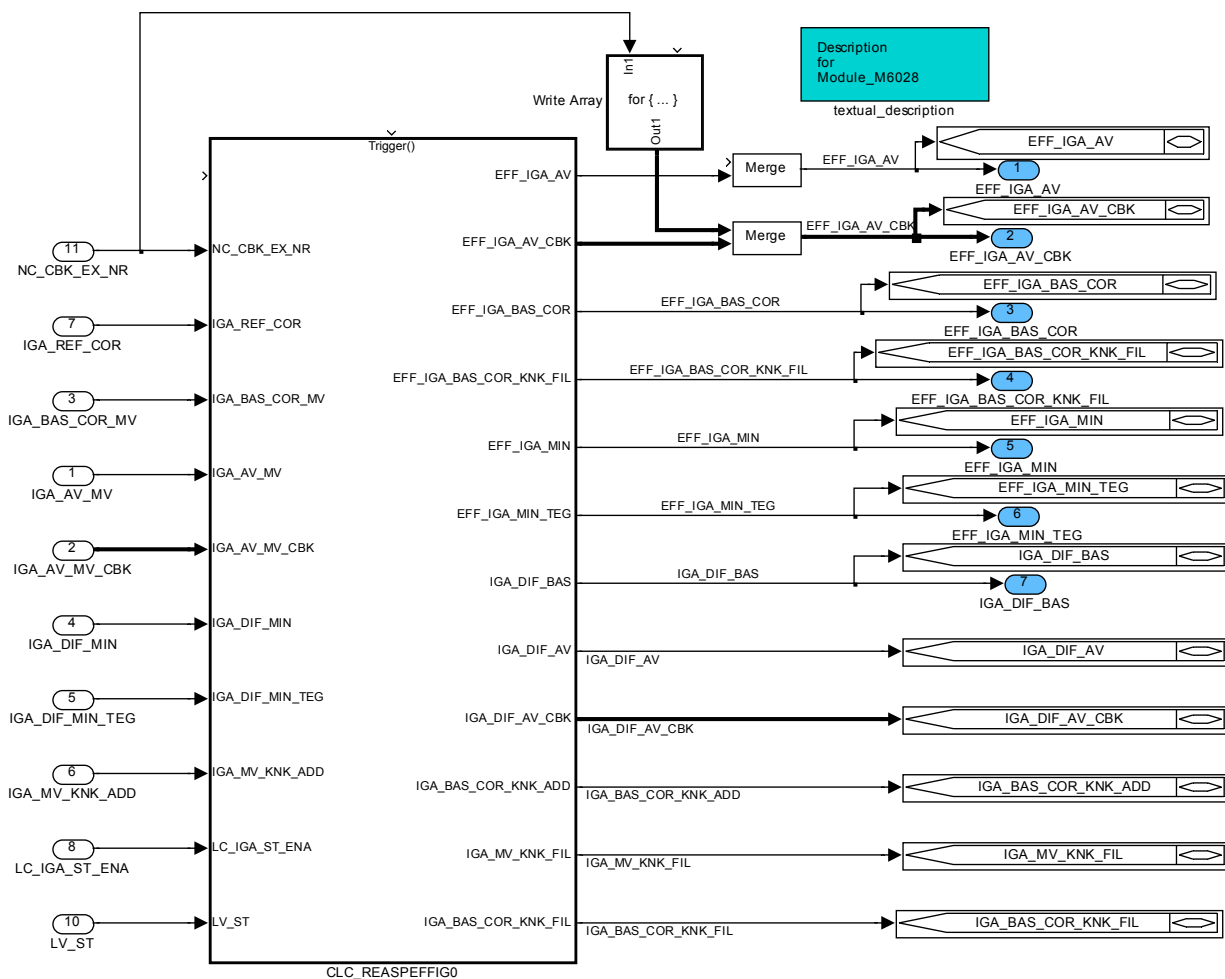 Description
for
Module_M6028
textual_description
In1
Write Array
for { ... }
Out1
Trigger()
EFF_IGA_AV
Merge
EFF_IGA_AV
EFF_IGA_AV
1
EFF_IGA_AV
11
NC_CBK_EX_NR
NC_CBK_EX_NR
EFF_IGA_AV_CBK
Merge
EFF_IGA_AV_CBK
EFF_IGA_AV_CBK
2
EFF_IGA_AV_CBK
7
IGA_REF_COR
IGA_REF_COR
EFF_IGA_BAS_COR
EFF_IGA_BAS_COR
EFF_IGA_BAS_COR
3
EFF_IGA_BAS_COR
3
IGA_BAS_COR_MV
IGA_BAS_COR_MV
EFF_IGA_BAS_COR_KNK_FIL
EFF_IGA_BAS_COR_KNK_FIL
EFF_IGA_BAS_COR_KNK_FIL
4
EFF_IGA_BAS_COR_KNK_FIL
1
IGA_AV_MV
IGA_AV_MV
EFF_IGA_MIN
EFF_IGA_MIN
EFF_IGA_MIN
5
EFF_IGA_MIN
2
IGA_AV_MV_CBK
IGA_AV_MV_CBK
EFF_IGA_MIN_TEG
EFF_IGA_MIN_TEG
EFF_IGA_MIN_TEG
6
EFF_IGA_MIN_TEG
4
IGA_DIF_MIN
IGA_DIF_MIN
IGA_DIF_BAS
IGA_DIF_BAS
IGA_DIF_BAS
7
IGA_DIF_BAS
5
IGA_DIF_MIN_TEG
IGA_DIF_MIN_TEG
IGA_DIF_AV
IGA_DIF_AV
IGA_DIF_AV
6
IGA_MV_KNK_ADD
IGA_MV_KNK_ADD
IGA_DIF_AV_CBK
IGA_DIF_AV_CBK
IGA_DIF_AV_CBK
IGA_BAS_COR_KNK_ADD
IGA_BAS_COR_KNK_ADD
IGA_BAS_COR_KNK_ADD
8
LC_IGA_ST_ENA
LC_IGA_ST_ENA
IGA_MV_KNK_FIL
IGA_MV_KNK_FIL
IGA_MV_KNK_FIL
10
LV_ST
LV_ST
IGA_BAS_COR_KNK_FIL
IGA_BAS_COR_KNK_FIL
IGA_BAS_COR_KNK_FIL
CLC_REASPEFFIG0